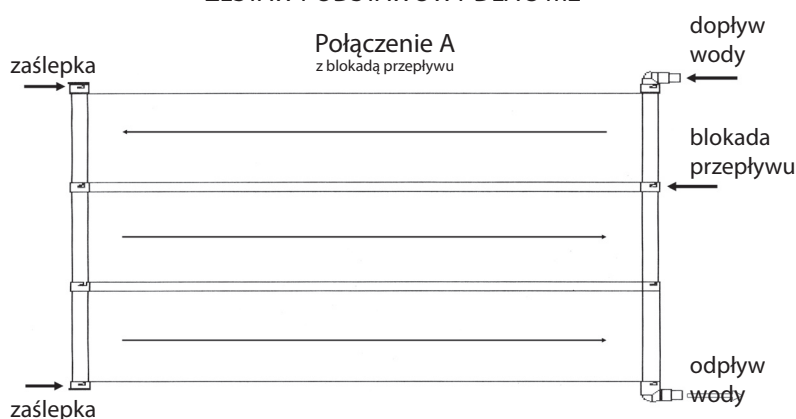 Połączenie A
z blokadą przepływu
zaślepka
dopływ
wody
blokada
przepływu
odpływ
wody
zaślepka